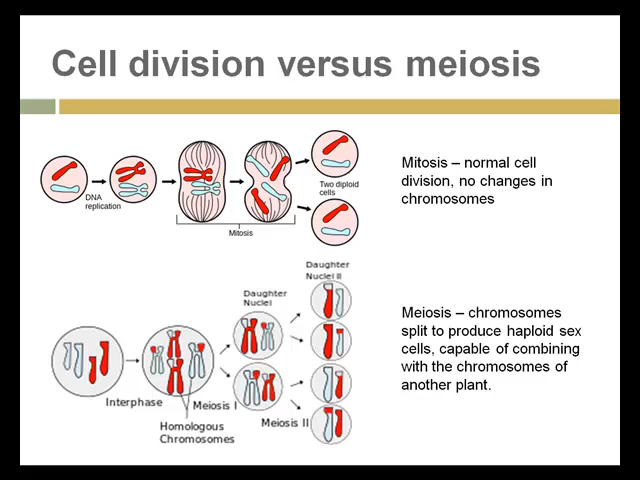 Cell division versus meiosis
DNA
replication
Two diploid
cells
Mitosis
Mitosis – normal cell
division, no changes in
chromosomes
Daughter
Nuclei II
Daughter
Nuclei
Interphase
Meiosis I
Homologous
Chromosomes
Meiosis II
Meiosis – chromosomes
split to produce haploid sex
cells, capable of combining
with the chromosomes of
another plant.